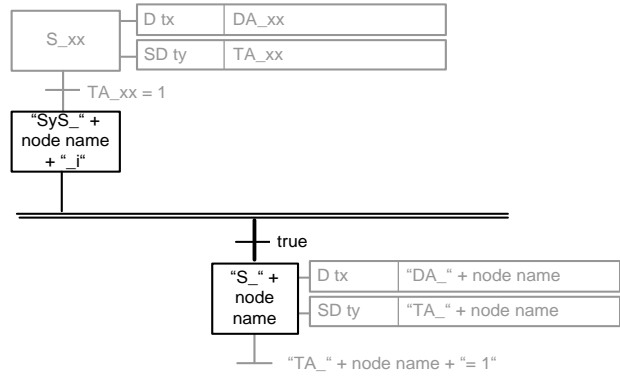 S_xx
D tx
DA_xx
SD ty
TA_xx
TA_xx = 1
“SyS_“ +
node name
+ “_i“
true
“S_“ +
node
name
D tx
“DA_“ + node name
SD ty
“TA_“ + node name
“TA_“ + node name + “= 1“